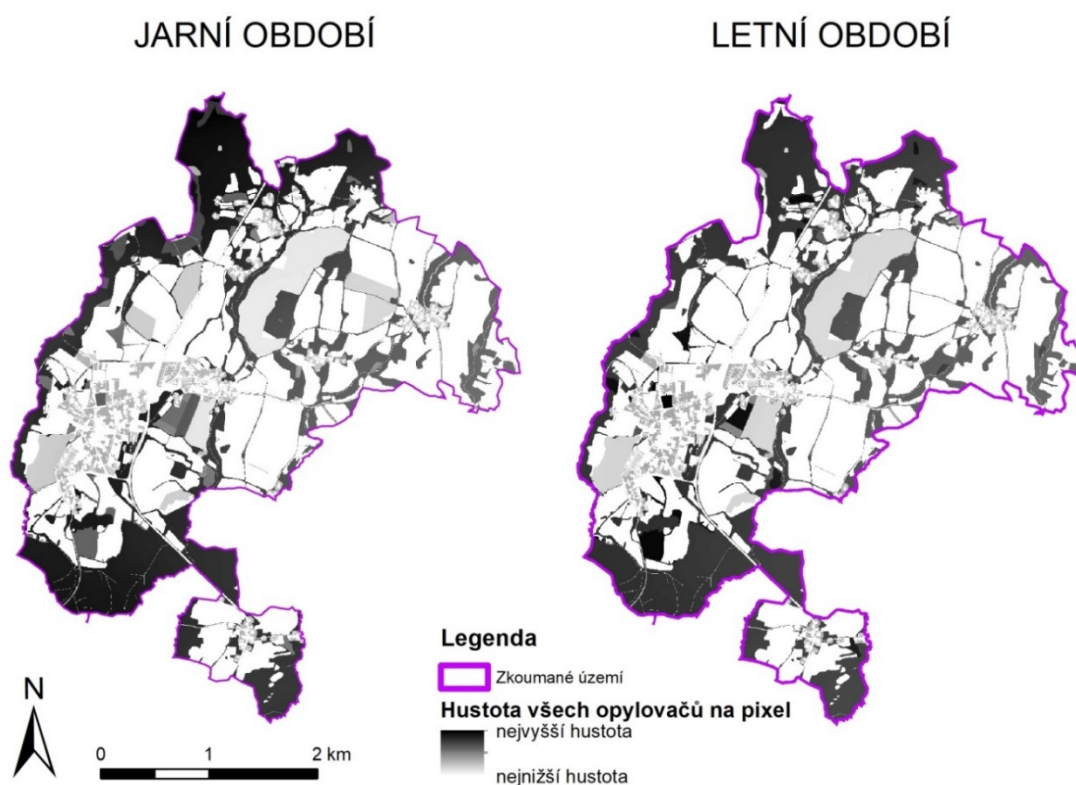 JARNÍ OBDOBÍ
LETNÍ OBDOBÍ
Legenda
Zkoumané území
Hustota všech opylovačů na pixel
nejvyšší hustota
nejnižší hustota
N
0 1 2 km